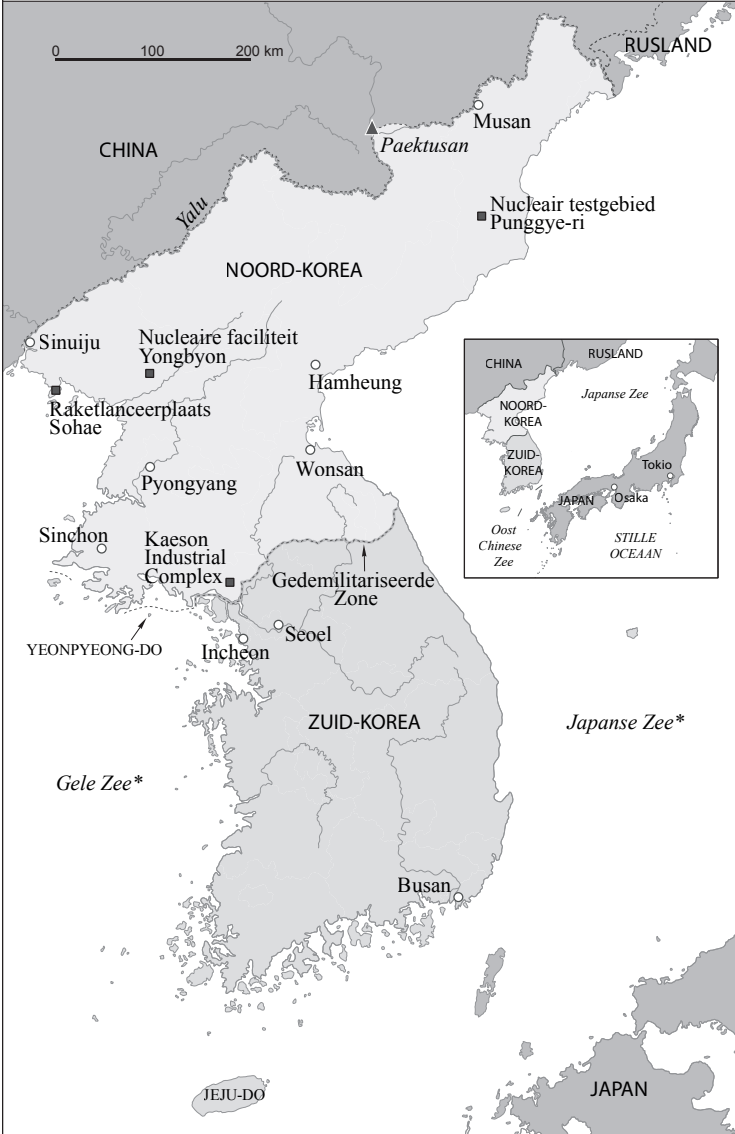 RUSLAND
0 100 200 km
Musan
Paektusan
CHINA
Yalu
Nucleair testgebied
Punggye-ri
NOORD-KOREA
Sinuiju
Nucleaire faciliteit
Yongbyon
Hamheung
Raketlanceerplaats
Sohae
Wonsan
Pyongyang
Sinchon
Kaeson
Industrial
Complex
Gedemilitariseerde
Zone
Seoel
Incheon
YEONPYEONG-DO
ZUID-KOREA
Japanse Zee*
Gele Zee*
Busan
JEJU-DO
JAPAN
CHINA
RUSLAND
Japanse Zee
NOORD-
KOREA
ZUID-
KOREA
Tokio
JAPAN
Osaka
Oost
Chinese
Zee
STILLE
OCEAAN